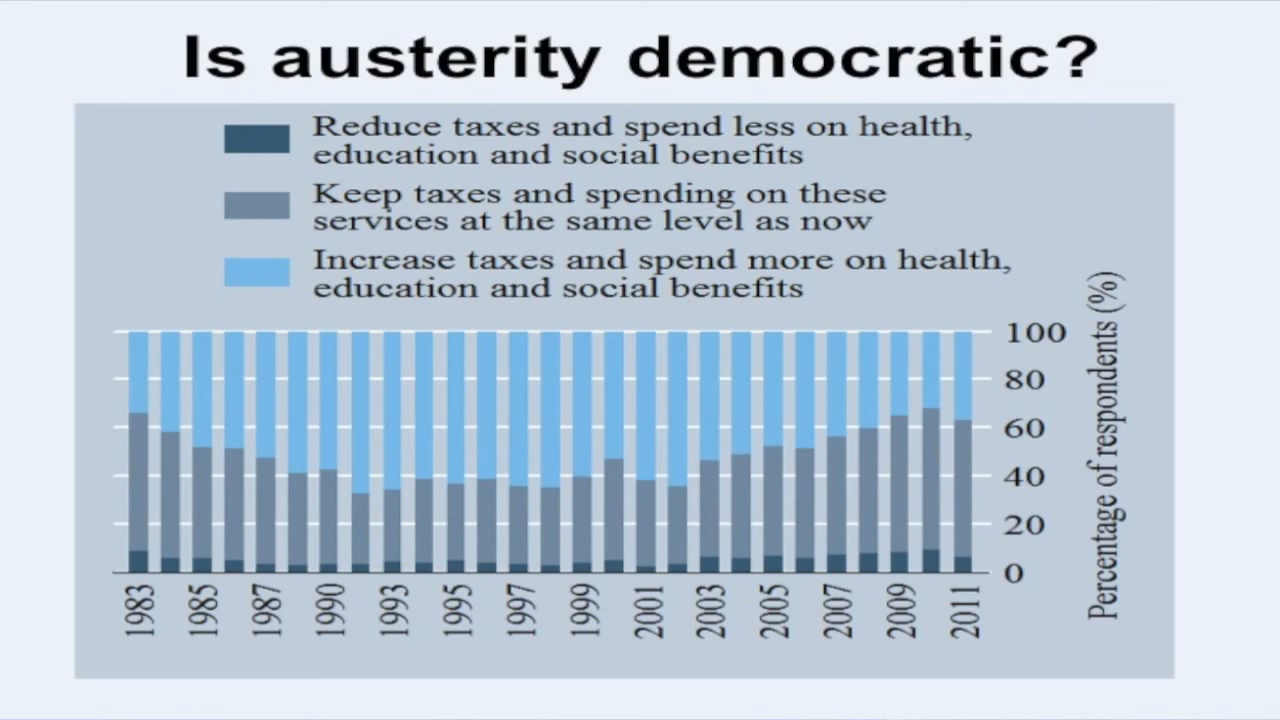 Is austerity democratic?
Reduce taxes and spend less on health,
education and social benefits
Keep taxes and spending on these
services at the same level as now
Increase taxes and spend more on health,
education and social benefits
100
80
60
40
20
0
Percentage of respondents (%)
1983 1985 1987 1990 1993 1995 1997 1999 2001 2003 2005 2007 2009 2011